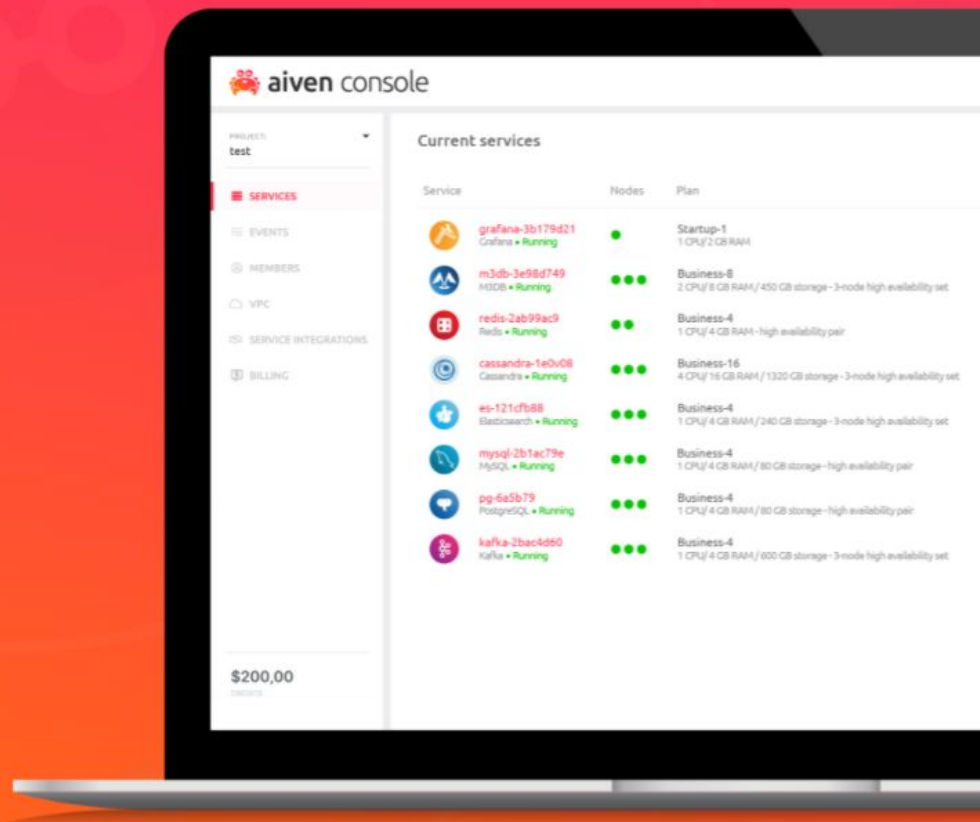 aiven console
PROJECT:
test
Current services
SERVICES
EVENTS
MEMBERS
VPC
SERVICE INTEGRATIONS
BILLING
$200,00
CREDITS
Service Nodes Plan
grafana-3b179d21 Startup-1
Grafana • Running 1 CPU/ 2 GB RAM
m3db-3e98d749 Business-8
M3DB • Running 2 CPU/ 8 GB RAM / 450 GB storage - 3-node high availability set
redis-2ab99ac9 Business-4
Redis • Running 1 CPU/ 4 GB RAM - high availability pair
cassandra-1e0v08 Business-16
Cassandra • Running 4 CPU/ 16 GB RAM / 1320 GB storage - 3-node high availability set
es-121cfb88 Business-4
Elasticsearch • Running 1 CPU/ 4 GB RAM / 240 GB storage - 3-node high availability set
mysql-2b1ac79e Business-4
MySQL • Running 1 CPU/ 4 GB RAM / 80 GB storage - high availability pair
pg-6a5b79 Business-4
PostgreSQL • Running 1 CPU/ 4 GB RAM / 80 GB storage - high availability pair
kafka-2bac4d60 Business-4
Kafka • Running 1 CPU/ 4 GB RAM / 600 GB storage - 3-node high availability set